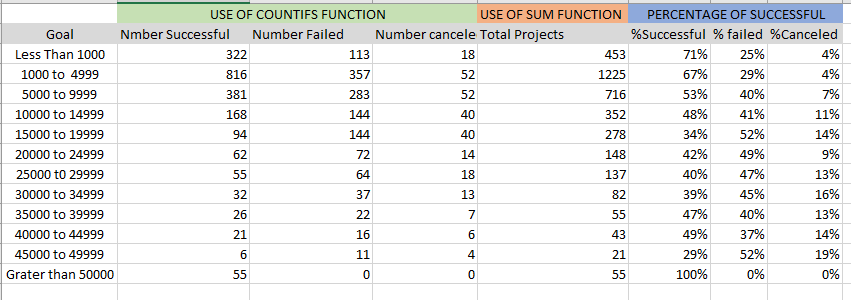 USE OF COUNTIFS FUNCTION USE OF SUM FUNCTION PERCENTAGE OF SUCCESSFUL
Goal Nmber Successful Number Failed Number cancele Total Projects %Successful % failed %Canceled
Less Than 1000 322 113 18 453 71% 25% 4%
1000 to 4999 816 357 52 1225 67% 29% 4%
5000 to 9999 381 283 52 716 53% 40% 7%
10000 to 14999 168 144 40 352 48% 41% 11%
15000 to 19999 94 144 40 278 34% 52% 14%
20000 to 24999 62 72 14 148 42% 49% 9%
25000 t0 29999 55 64 18 137 40% 47% 13%
30000 to 34999 32 37 13 82 39% 45% 16%
35000 to 39999 26 22 7 55 47% 40% 13%
40000 to 44999 21 16 6 43 49% 37% 14%
45000 to 49999 6 11 4 21 29% 52% 19%
Grater than 50000 55 0 0 55 100% 0% 0%